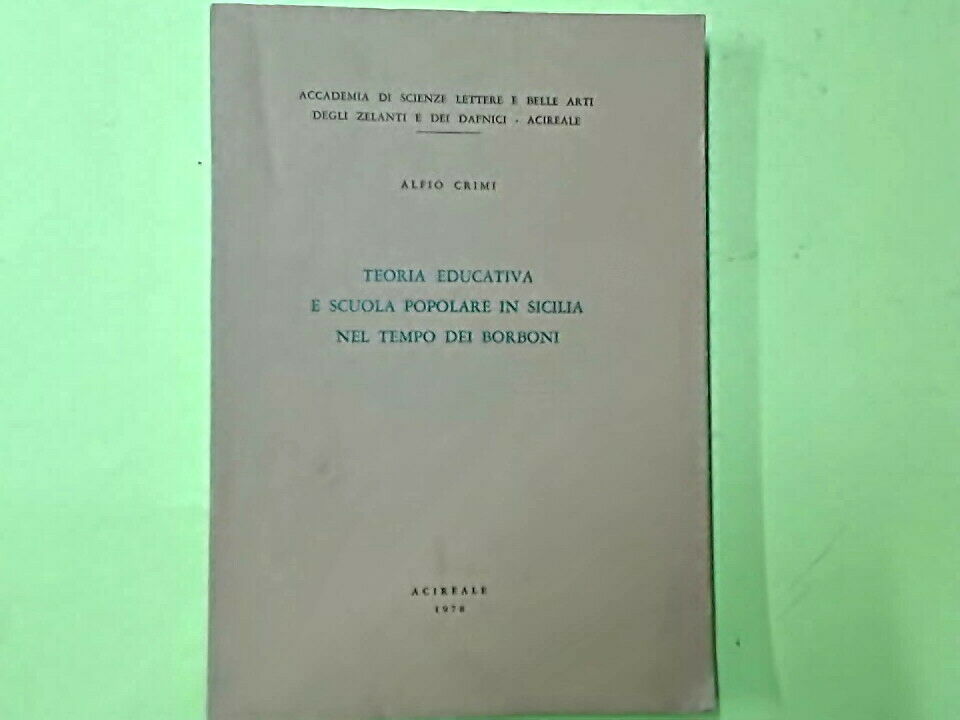 ACCADEMIA DI SCIENZE LETTERE E BELLE ARTI
DEGLI ZELANTI E DEI DAFNICI - ACIREALE
ALFIO CRIMI
TEORIA EDUCATIVA
E SCUOLA POPOLARE IN SICILIA
NEL TEMPO DEI BORBONI
ACIREALE
1978